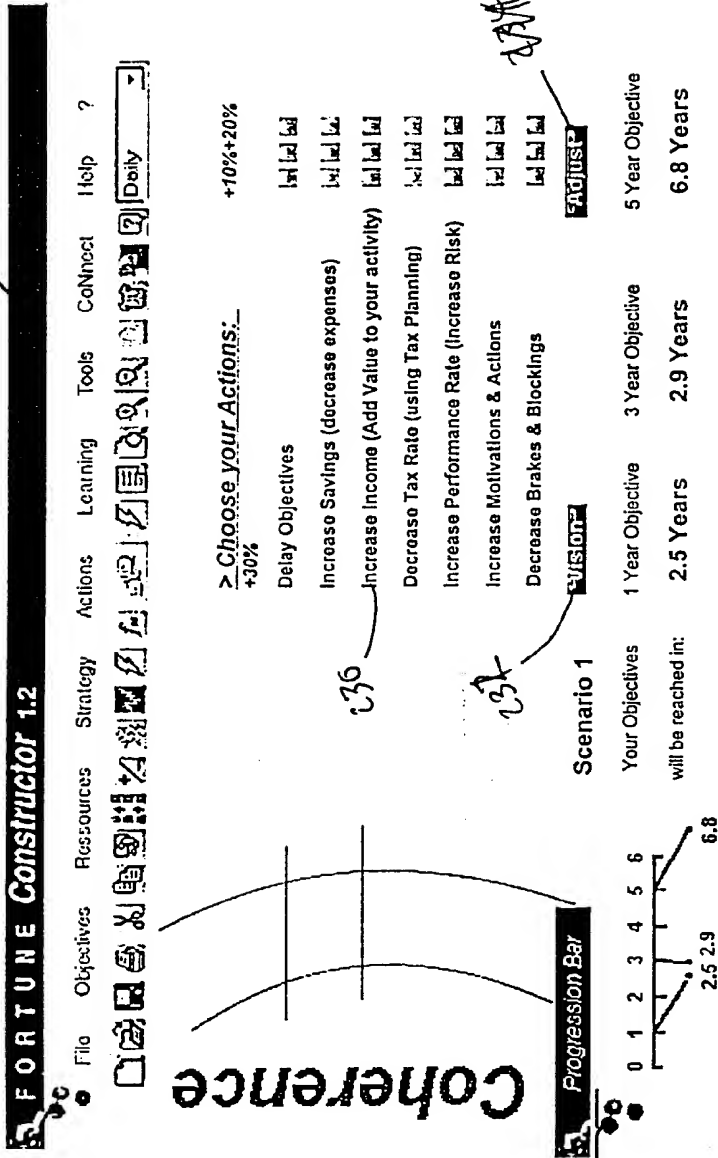 FORTUNE Constructor 1.2
File Objectives Ressources Strategy Actions Learning Tools CoNnect Help ?
Daily
Coherence
> Choose your Actions:
+10%+20%
+30%
Delay Objectives
Increase Savings (decrease expenses)
Increase Income (Add Value to your activity)
Decrease Tax Rate (using Tax Planning)
Increase Performance Rate (Increase Risk)
Increase Motivations & Actions
Decrease Brakes & Blockings
236
232
Scenario 1
Vision
Adjust
Progression Bar
Your Objectives 1 Year Objective 3 Year Objective 5 Year Objective
will be reached in: 2.5 Years 2.9 Years 6.8 Years
0 1 2 3 4 5 6
2.5 2.9 6.8